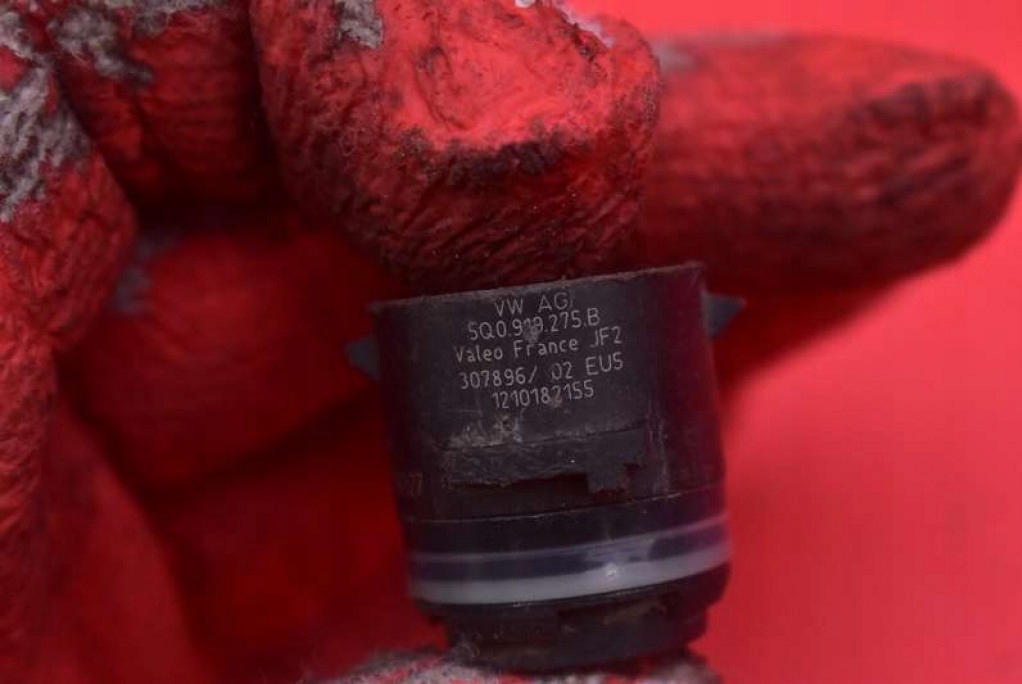 VW AG
5Q0.919.275.B
Valeo France JF2
307896/ 02 EUS
1210182155